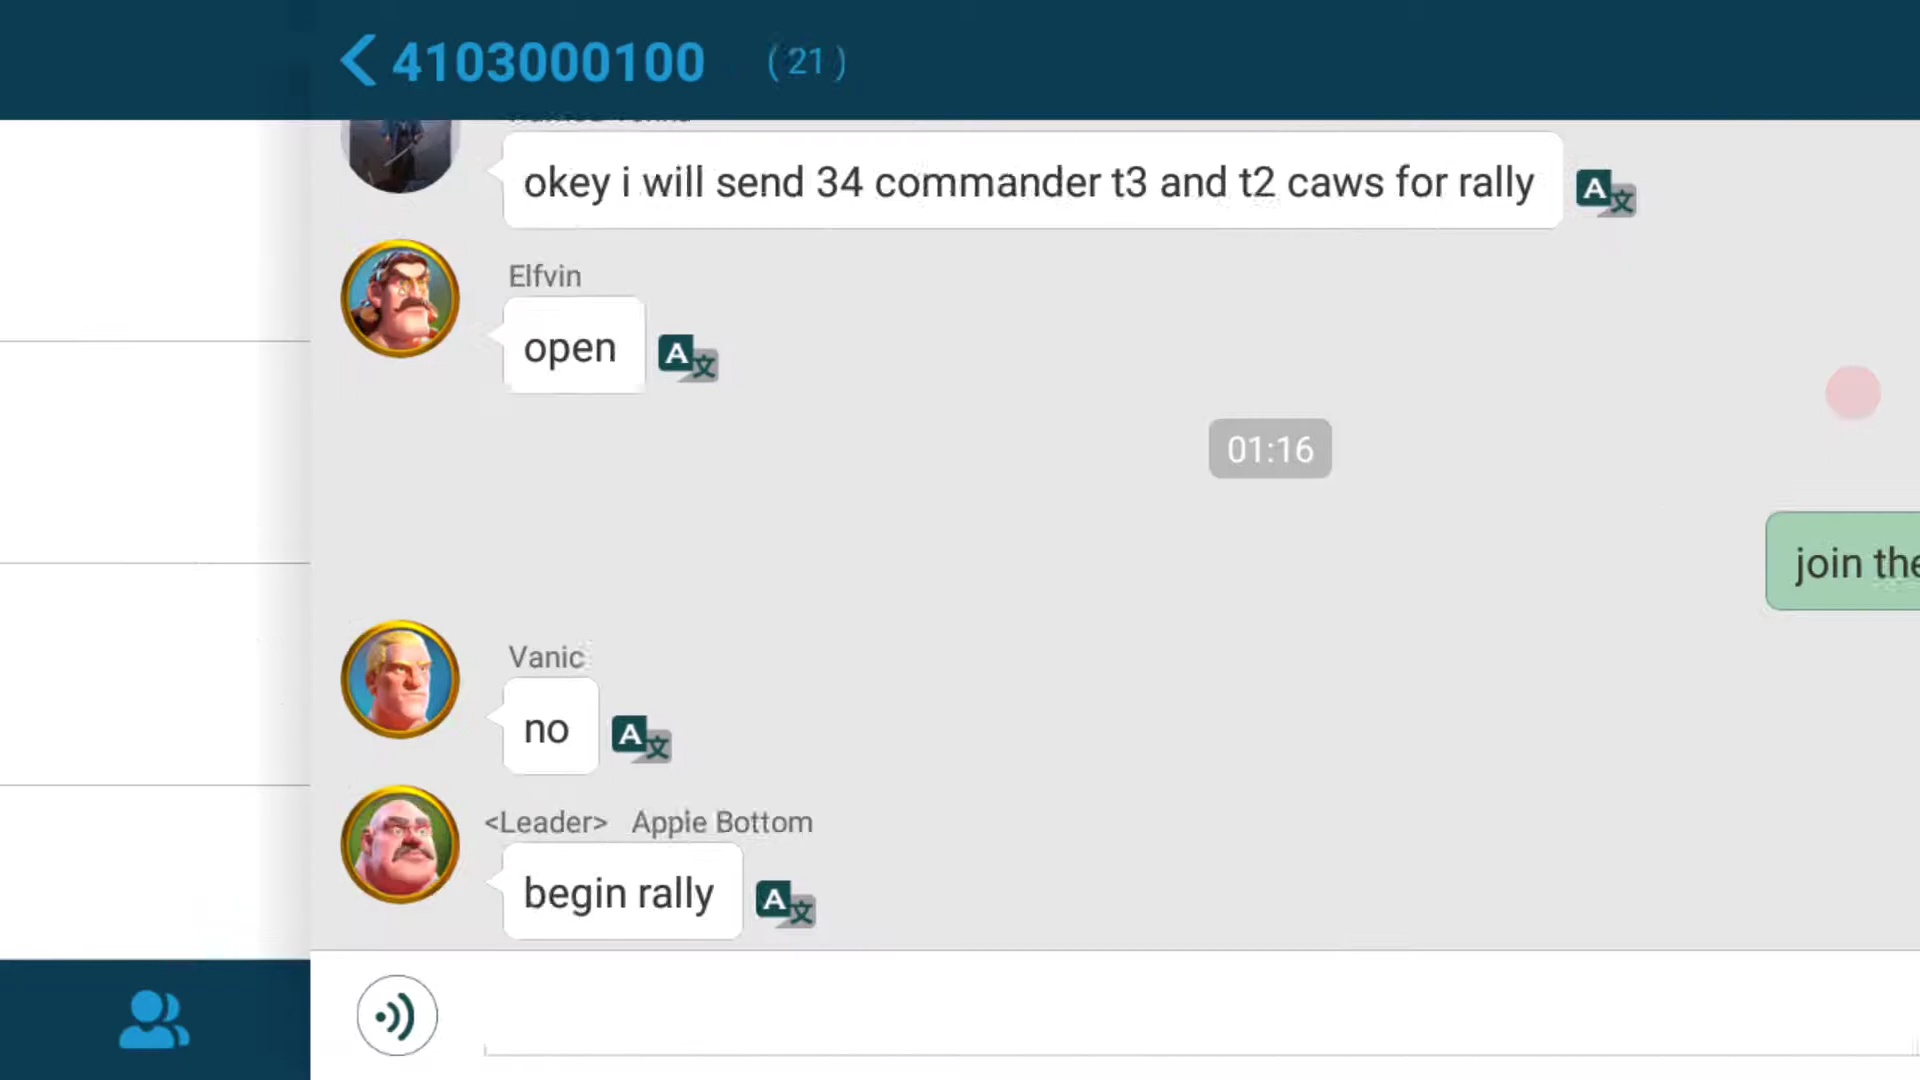 4103000100 (21)
okey i will send 34 commander t3 and t2 caws for rally
Elfvin
open
01:16
join the
Vanic
no
<Leader> Apple Bottom
begin rally